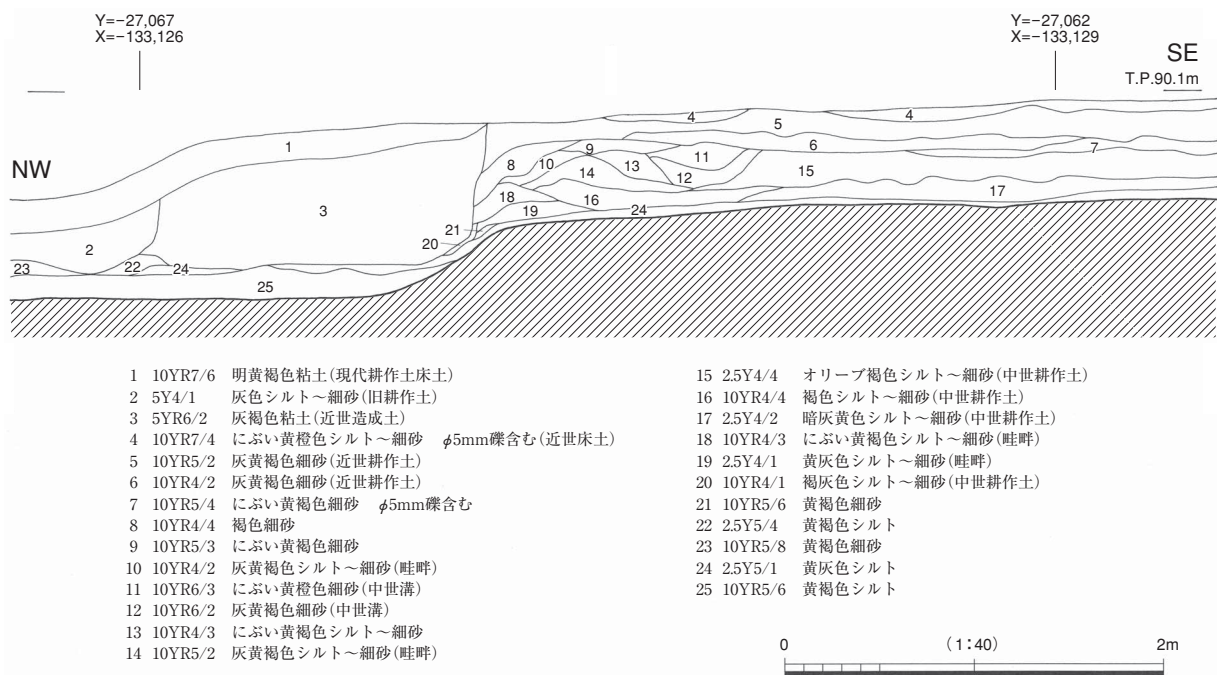 Y=−27,067
X=−133,126
Y=−27,062
X=−133,129
SE
T.P.90.1m
NW
1
2
3
4
4
5
6
7
8
9
10
11
12
13
14
15
16
17
18
19
20
21
22
23
24
24
25
1 10YR7/6 明黄褐色粘土(現代耕作土床土)
2 5Y4/1 灰色シルト～細砂(旧耕作土)
3 5YR6/2 灰褐色粘土(近世造成土)
4 10YR7/4 にぶい黄橙色シルト～細砂 φ5mm礫含む(近世床土)
5 10YR5/2 灰黄褐色細砂(近世耕作土)
6 10YR4/2 灰黄褐色細砂(近世耕作土)
7 10YR5/4 にぶい黄褐色細砂 φ5mm礫含む
8 10YR4/4 褐色細砂
9 10YR5/3 にぶい黄褐色細砂
10 10YR4/2 灰黄褐色シルト～細砂(畦畔)
11 10YR6/3 にぶい黄橙色細砂(中世溝)
12 10YR6/2 灰黄褐色細砂(中世溝)
13 10YR4/3 にぶい黄褐色シルト～細砂
14 10YR5/2 灰黄褐色シルト～細砂(畦畔)
15 2.5Y4/4 オリーブ褐色シルト～細砂(中世耕作土)
16 10YR4/4 褐色シルト～細砂(中世耕作土)
17 2.5Y4/2 暗灰黄色シルト～細砂(中世耕作土)
18 10YR4/3 にぶい黄褐色シルト～細砂(畦畔)
19 2.5Y4/1 黄灰色シルト～細砂(畦畔)
20 10YR4/1 褐灰色シルト～細砂(中世耕作土)
21 10YR5/6 黄褐色細砂
22 2.5Y5/4 黄褐色シルト
23 10YR5/8 黄褐色細砂
24 2.5Y5/1 黄灰色シルト
25 10YR5/6 黄褐色シルト
0 (1:40) 2m